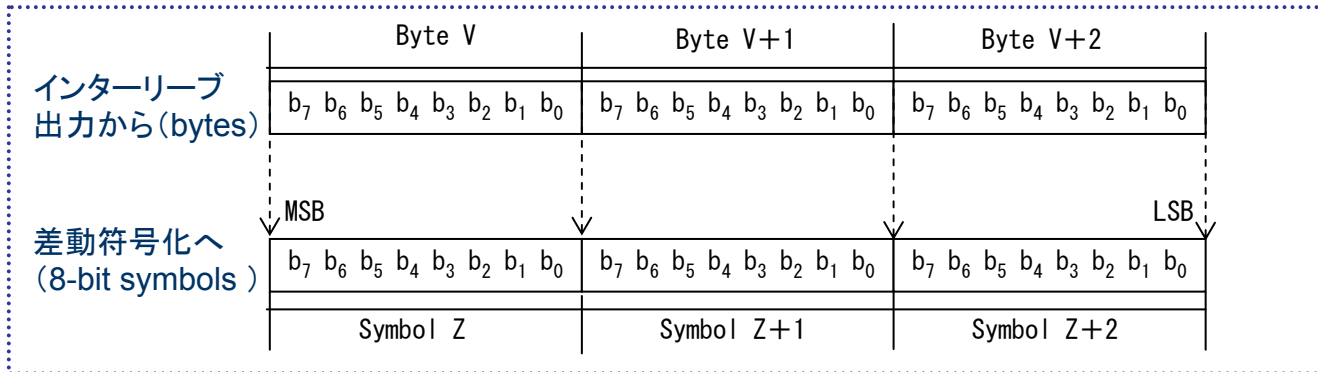 Byte V Byte V+1 Byte V+2
インターリーブ
出力から(bytes)
b7 b6 b5 b4 b3 b2 b1 b0 b7 b6 b5 b4 b3 b2 b1 b0 b7 b6 b5 b4 b3 b2 b1 b0
MSB LSB
差動符号化へ
(8-bit symbols )
b7 b6 b5 b4 b3 b2 b1 b0 b7 b6 b5 b4 b3 b2 b1 b0 b7 b6 b5 b4 b3 b2 b1 b0
Symbol Z Symbol Z+1 Symbol Z+2